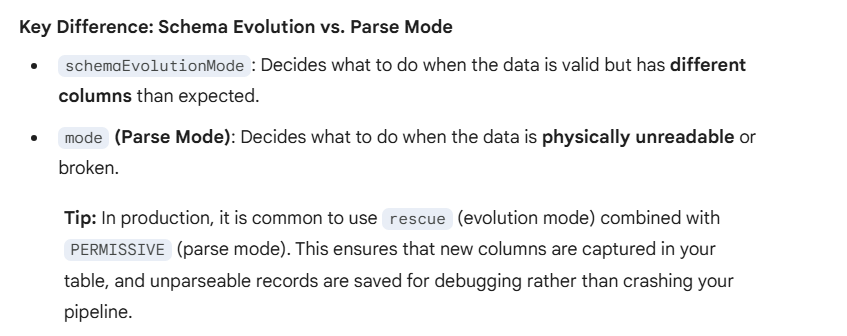 Key Difference: Schema Evolution vs. Parse Mode
• schemaEvolutionMode: Decides what to do when the data is valid but has different
columns than expected.
• mode (Parse Mode): Decides what to do when the data is physically unreadable or
broken.
Tip: In production, it is common to use rescue (evolution mode) combined with
PERMISSIVE (parse mode). This ensures that new columns are captured in your
table, and unparseable records are saved for debugging rather than crashing your
pipeline.